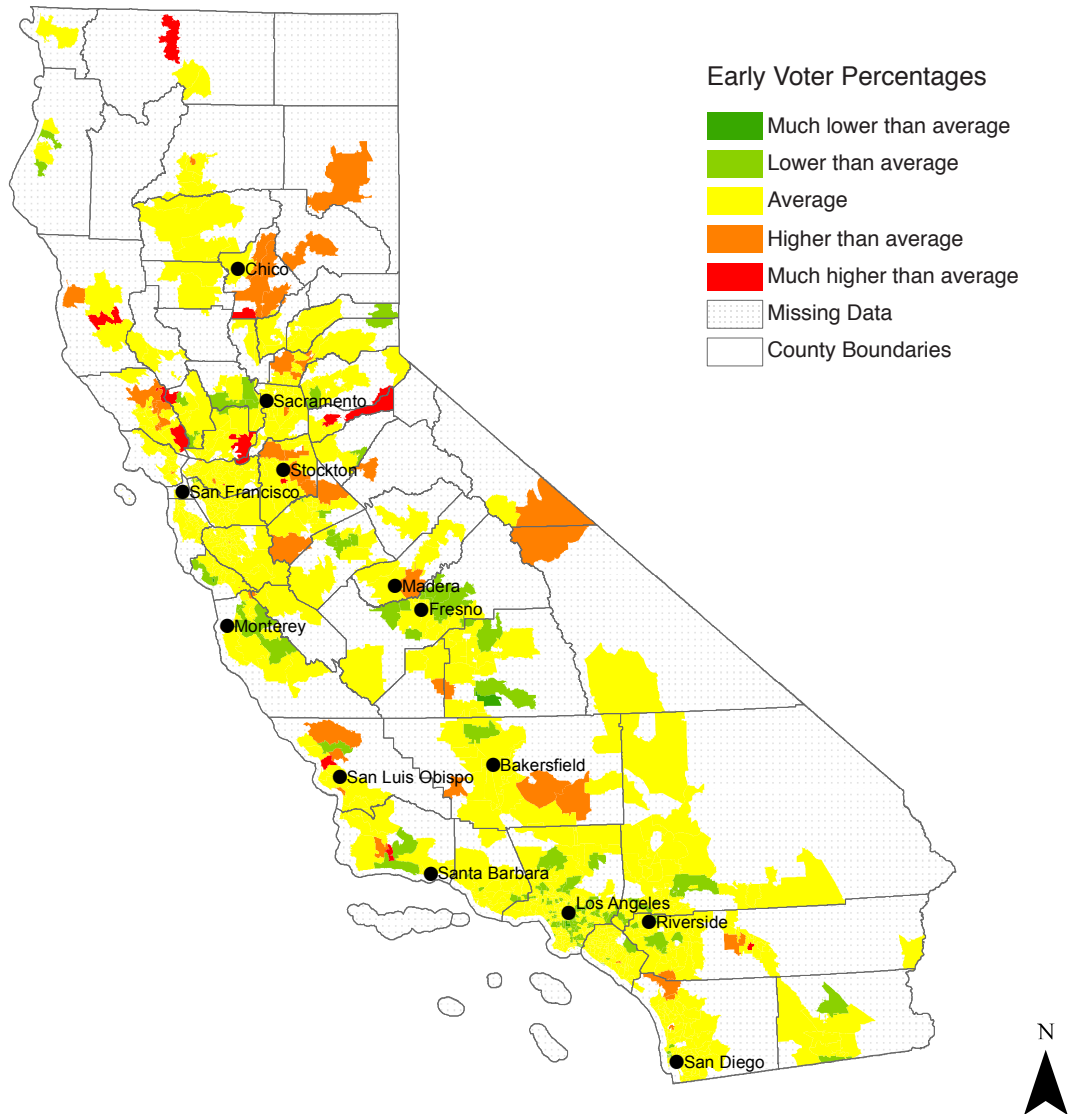 Early Voter Percentages
Much lower than average
Lower than average
Average
Higher than average
Much higher than average
Missing Data
County Boundaries
Chico
Sacramento
Stockton
San Francisco
Madera
Fresno
Monterey
Bakersfield
San Luis Obispo
Santa Barbara
Los Angeles
Riverside
San Diego
N